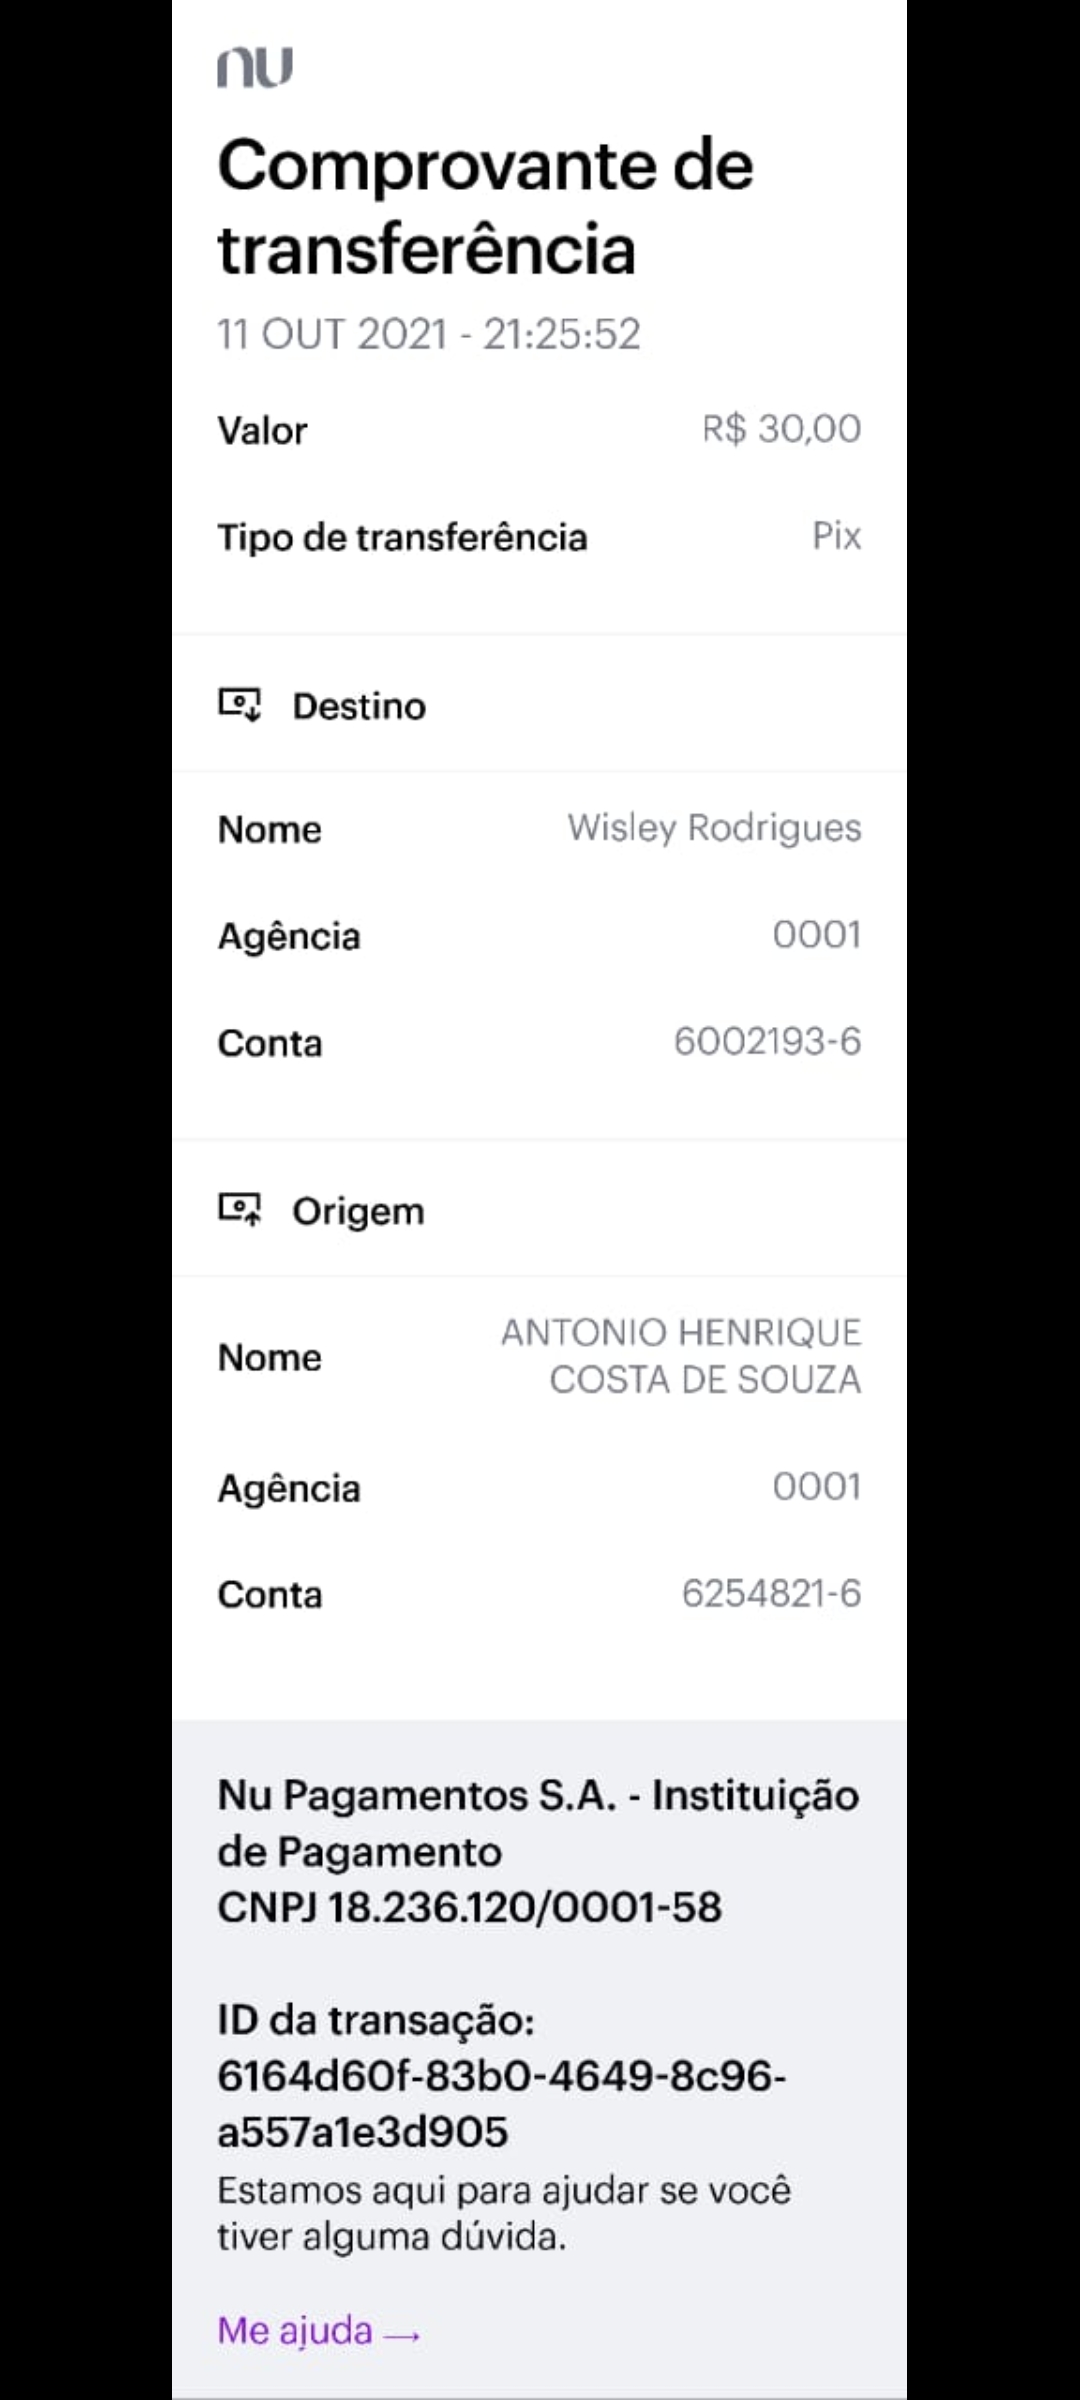 nu
Comprovante de
transferência
11 OUT 2021 - 21:25:52
Valor R$ 30,00
Tipo de transferência Pix
Destino
Nome Wisley Rodrigues
Agência 0001
Conta 6002193-6
Origem
Nome ANTONIO HENRIQUE
COSTA DE SOUZA
Agência 0001
Conta 6254821-6
Nu Pagamentos S.A. - Instituição
de Pagamento
CNPJ 18.236.120/0001-58
ID da transação:
6164d60f-83b0-4649-8c96-
a557a1e3d905
Estamos aqui para ajudar se você
tiver alguma dúvida.
Me ajuda →